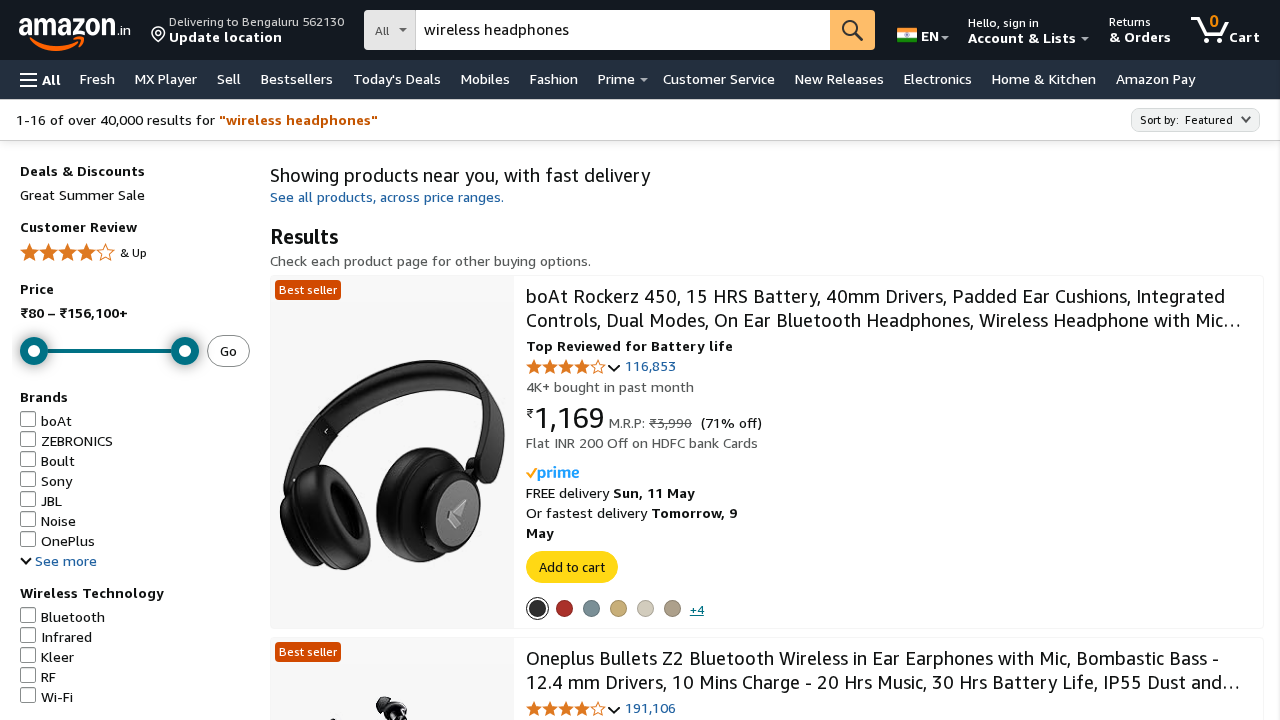 amazon.in
Delivering to Bengaluru 562130
Update location
All
wireless headphones
EN
Hello, sign in
Account & Lists
Returns
& Orders
0
Cart
All
Fresh
MX Player
Sell
Bestsellers
Today's Deals
Mobiles
Fashion
Prime
Customer Service
New Releases
Electronics
Home & Kitchen
Amazon Pay
1-16 of over 40,000 results for "wireless headphones"
Sort by: Featured
Deals & Discounts
Great Summer Sale
Customer Review
& Up
Price
₹80 – ₹156,100+
Go
Brands
boAt
ZEBRONICS
Boult
Sony
JBL
Noise
OnePlus
See more
Wireless Technology
Bluetooth
Infrared
Kleer
RF
Wi-Fi
Showing products near you, with fast delivery
See all products, across price ranges.
Results
Check each product page for other buying options.
Best seller
boAt Rockerz 450, 15 HRS Battery, 40mm Drivers, Padded Ear Cushions, Integrated
Controls, Dual Modes, On Ear Bluetooth Headphones, Wireless Headphone with Mic…
Top Reviewed for Battery life
116,853
4K+ bought in past month
₹1,169 M.R.P: ₹3,990 (71% off)
Flat INR 200 Off on HDFC bank Cards
prime
FREE delivery Sun, 11 May
Or fastest delivery Tomorrow, 9
May
Add to cart
+4
Best seller
Oneplus Bullets Z2 Bluetooth Wireless in Ear Earphones with Mic, Bombastic Bass -
12.4 mm Drivers, 10 Mins Charge - 20 Hrs Music, 30 Hrs Battery Life, IP55 Dust and…
191,106